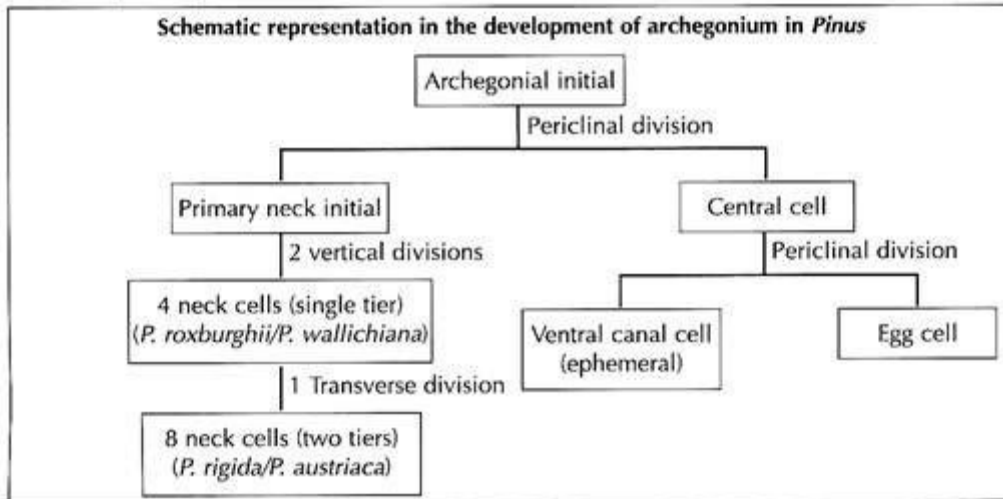 Schematic representation in the development of archegonium in Pinus
Archegonial initial
Periclinal division
Primary neck initial
Central cell
2 vertical divisions
Periclinal division
4 neck cells (single tier)
(P. roxburghii/P. wallichiana)
Ventral canal cell
(ephemeral)
Egg cell
1 Transverse division
8 neck cells (two tiers)
(P. rigida/P. austriaca)